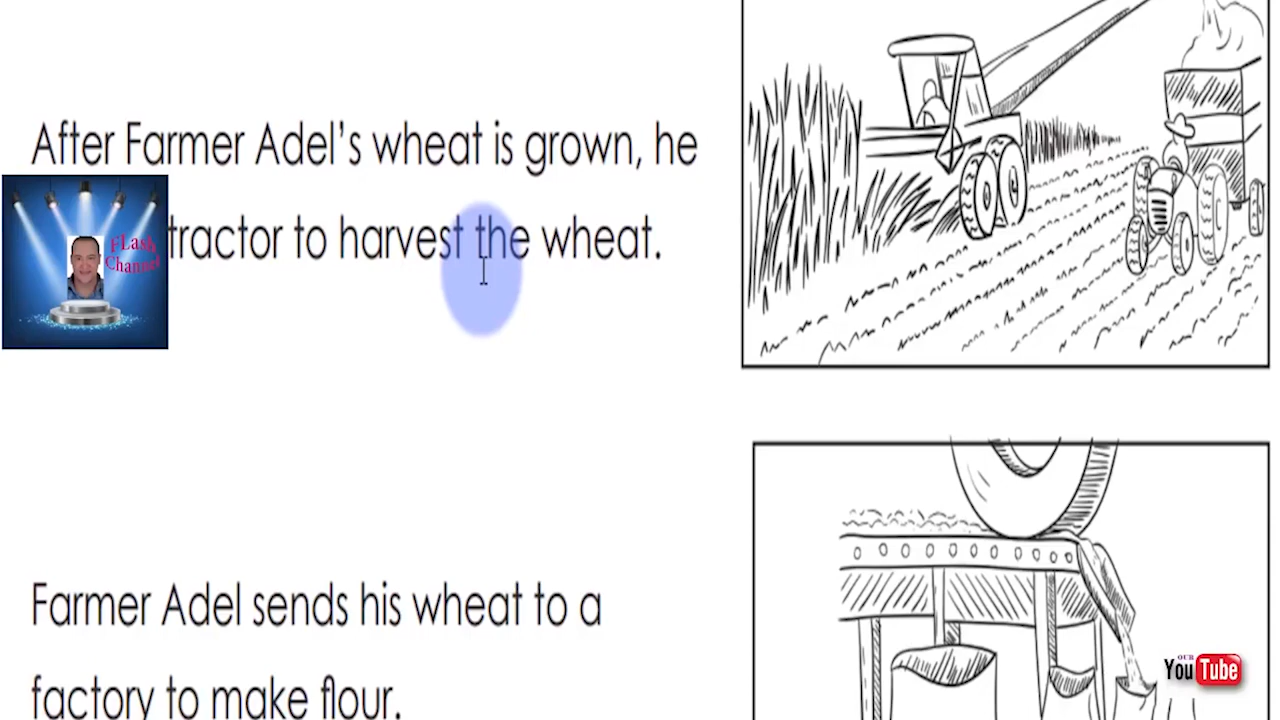 After Farmer Adel's wheat is grown, he
tractor to harvest the wheat.
FLash
Channel
Farmer Adel sends his wheat to a
factory to make flour.
OUR
YouTube